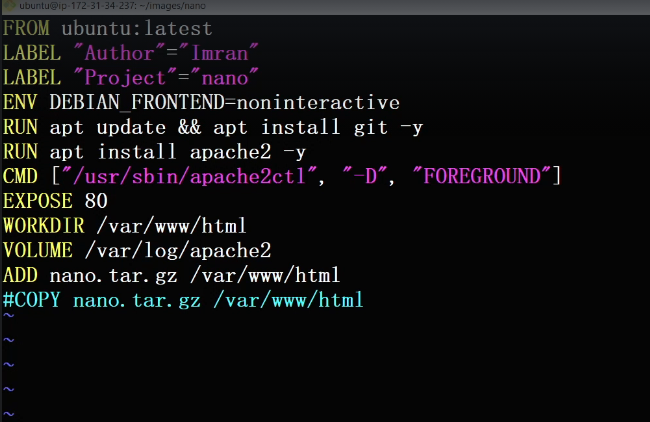 ubuntu@ip-172-31-34-237: ~/images/nano
FROM ubuntu:latest
LABEL "Author"="Imran"
LABEL "Project"="nano"
ENV DEBIAN_FRONTEND=noninteractive
RUN apt update && apt install git -y
RUN apt install apache2 -y
CMD ["/usr/sbin/apache2ctl", "-D", "FOREGROUND"]
EXPOSE 80
WORKDIR /var/www/html
VOLUME /var/log/apache2
ADD nano.tar.gz /var/www/html
#COPY nano.tar.gz /var/www/html
~
~
~
~
~